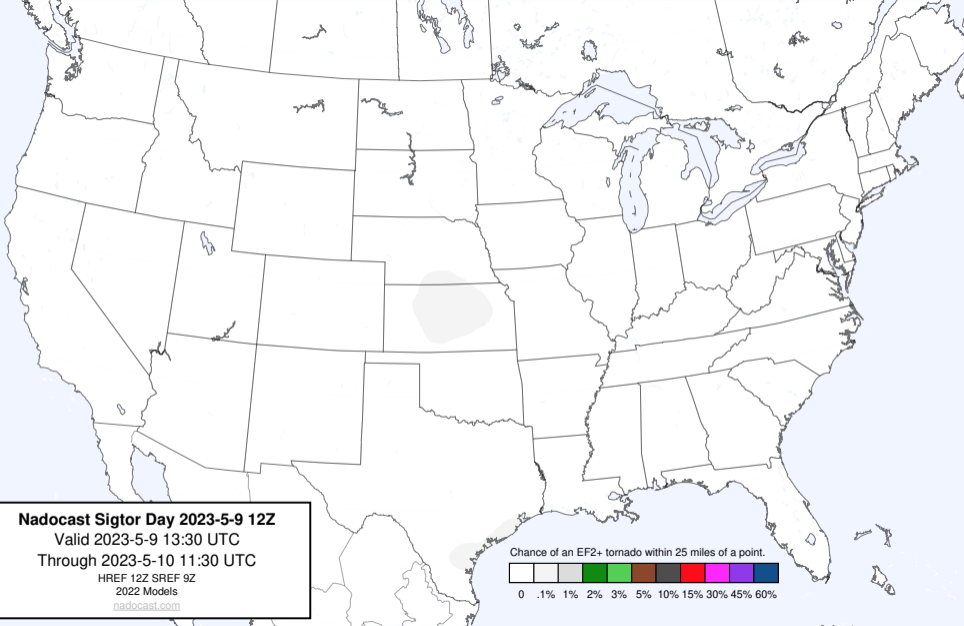 Nadocast Sigtor Day 2023-5-9 12Z
Valid 2023-5-9 13:30 UTC
Through 2023-5-10 11:30 UTC
HREF 12Z SREF 9Z
2022 Models
nadocast.com
Chance of an EF2+ tornado within 25 miles of a point.
0 .1% 1% 2% 3% 5% 10% 15% 30% 45% 60%